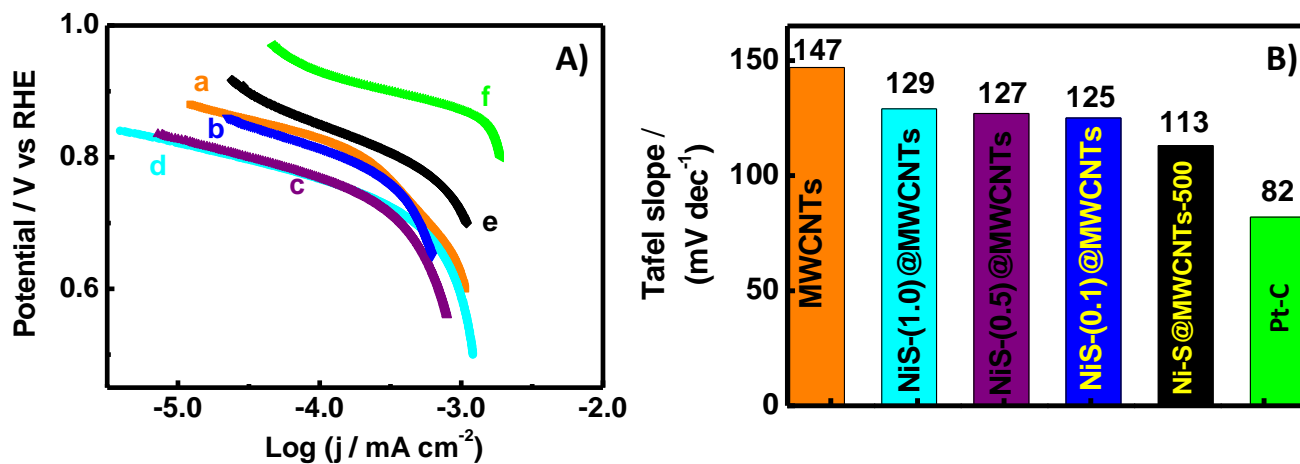 A)
Potential / V vs RHE
1.0
0.8
0.6
a
b
c
d
e
f
-5.0
-4.0
-3.0
-2.0
Log (j / mA cm⁻²)
B)
Tafel slope /
(mV dec⁻¹)
150
100
50
0
147
129
127
125
113
82
MWCNTs
NiS-(1.0)@MWCNTs
NiS-(0.5)@MWCNTs
NiS-(0.1)@MWCNTs
Ni-S@MWCNTs-500
Pt-C